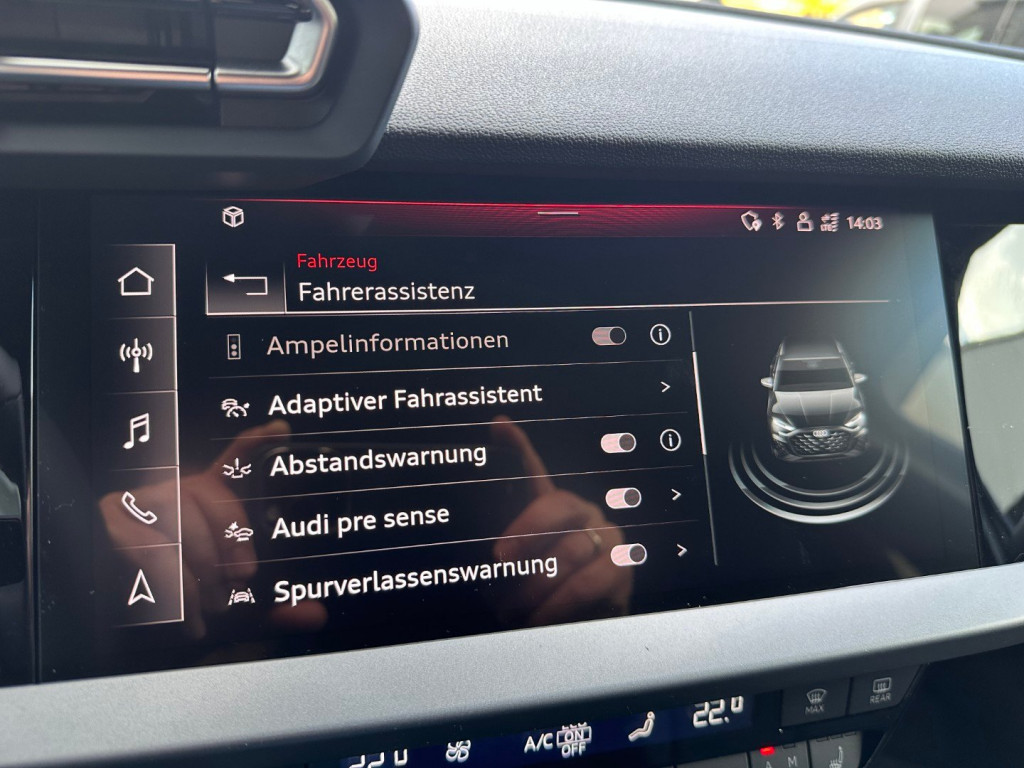 14:03
Fahrzeug
Fahrerassistenz
Ampelinformationen
Adaptiver Fahrassistent
Abstandswarnung
Audi pre sense
Spurverlassenswarnung
MAX
REAR
A/C ON
OFF
22.0
A M